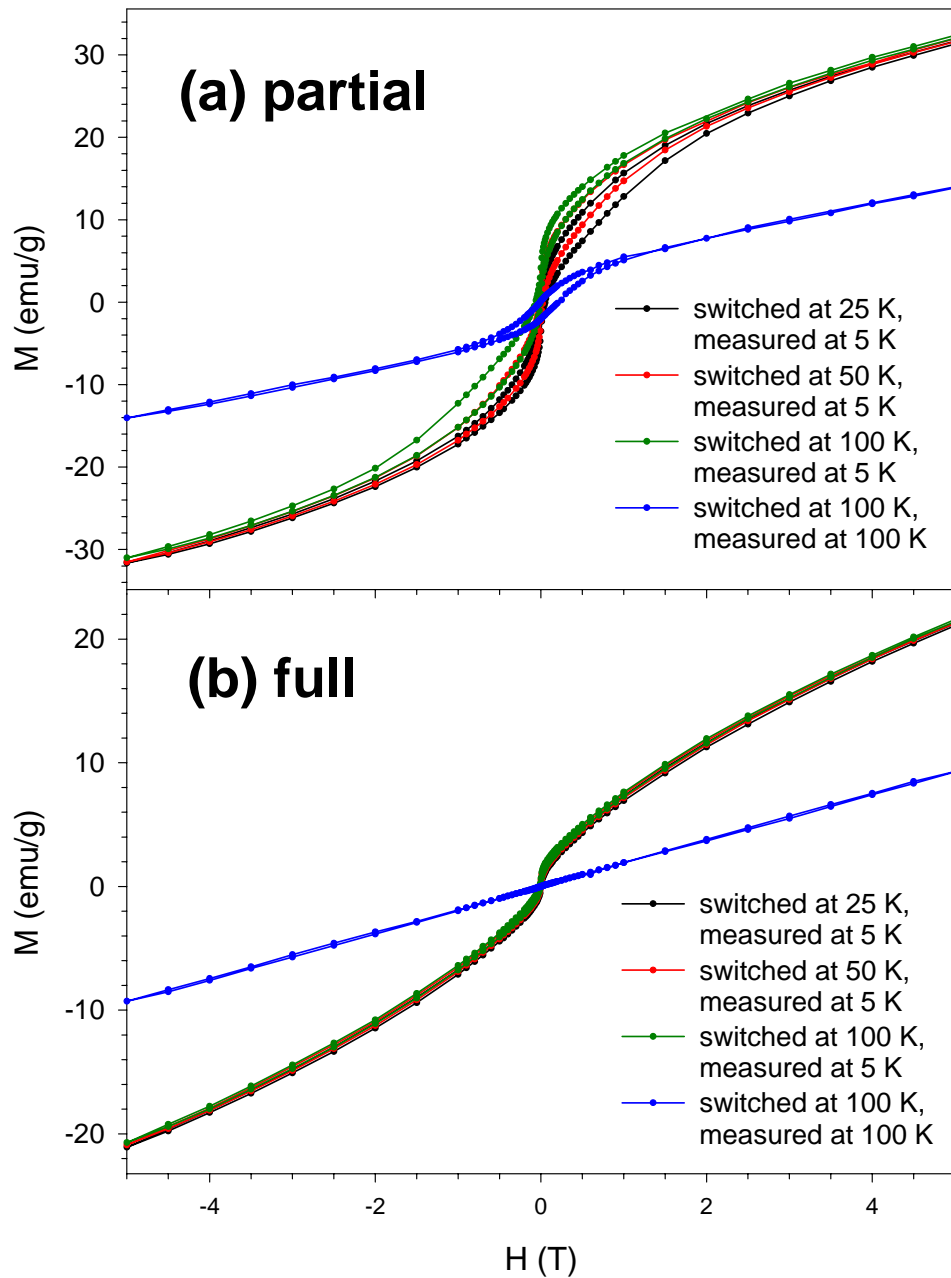 (a) partial
30
20
10
0
-10
-20
-30
M (emu/g)
switched at 25 K,
measured at 5 K
switched at 50 K,
measured at 5 K
switched at 100 K,
measured at 5 K
switched at 100 K,
measured at 100 K
(b) full
20
10
0
-10
-20
M (emu/g)
switched at 25 K,
measured at 5 K
switched at 50 K,
measured at 5 K
switched at 100 K,
measured at 5 K
switched at 100 K,
measured at 100 K
-4 -2 0 2 4
H (T)